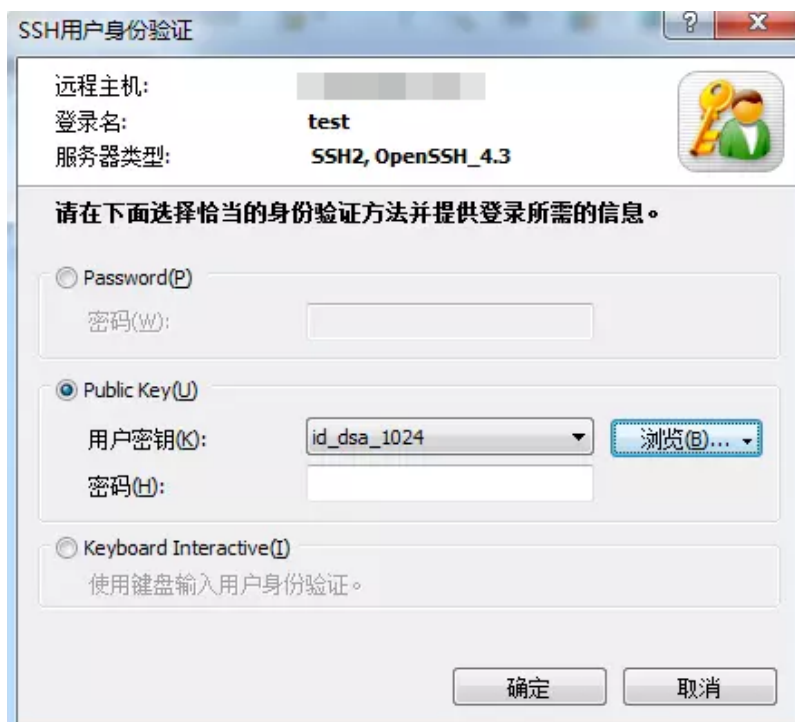 SSH用户身份验证
远程主机:
登录名: test
服务器类型: SSH2, OpenSSH_4.3
请在下面选择恰当的身份验证方法并提供登录所需的信息。
Password(P)
密码(W):
Public Key(U)
用户密钥(K): id_dsa_1024 浏览(B)...
密码(H):
Keyboard Interactive(I)
使用键盘输入用户身份验证。
确定 取消